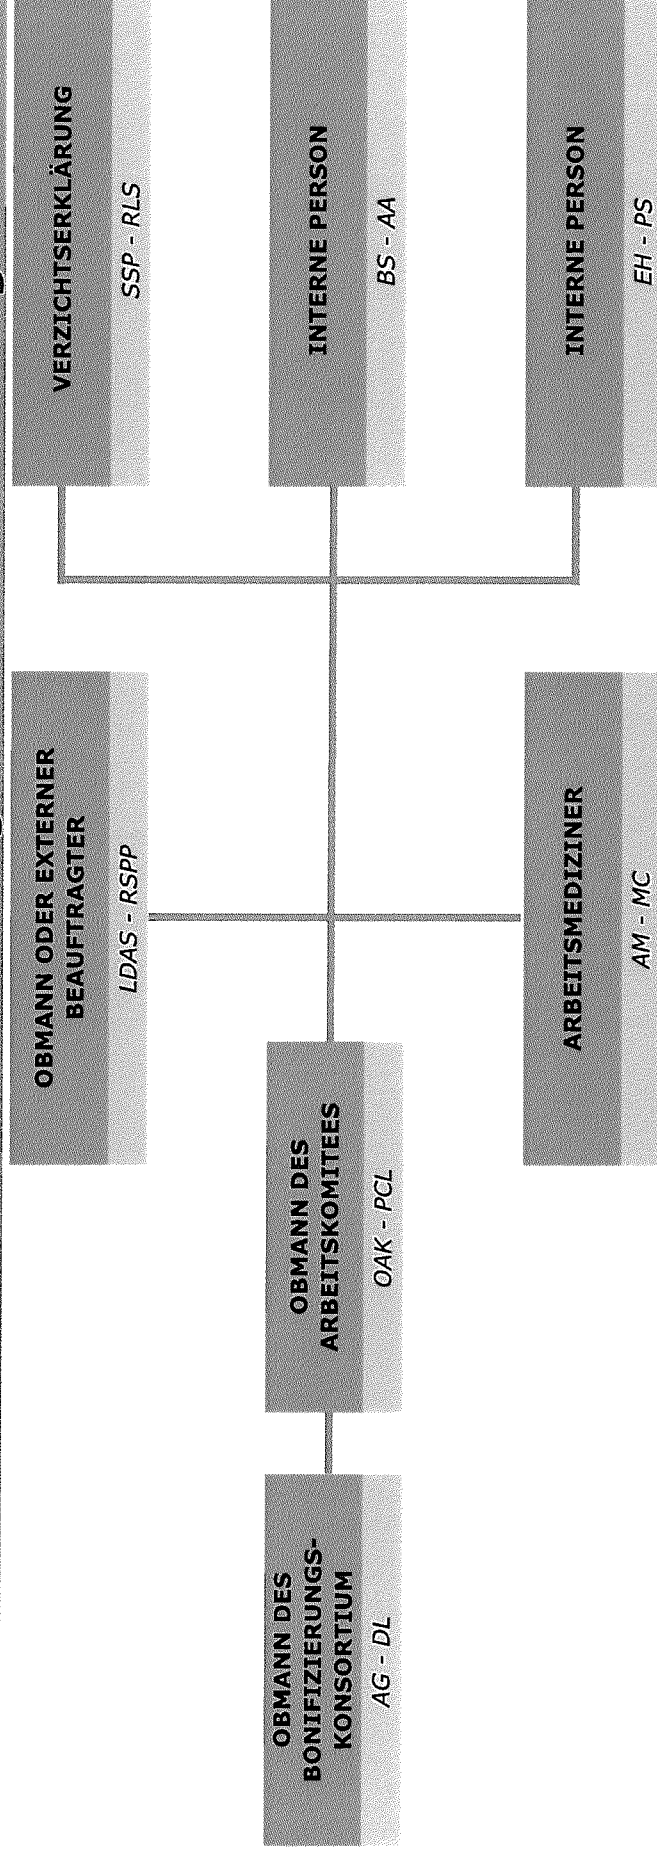 OBMANN DES
BONIFIZIERUNGS-
KONSORTIUM
AG - DL
OBMANN DES
ARBEITSKOMITEES
OAK - PCL
OBMANN ODER EXTERNER
BEAUFTRAGTER
LDAS - RSPP
ARBEITSMEDIZINER
AM - MC
VERZICHTSERKLÄRUNG
SSP - RLS
INTERNE PERSON
BS - AA
INTERNE PERSON
EH - PS